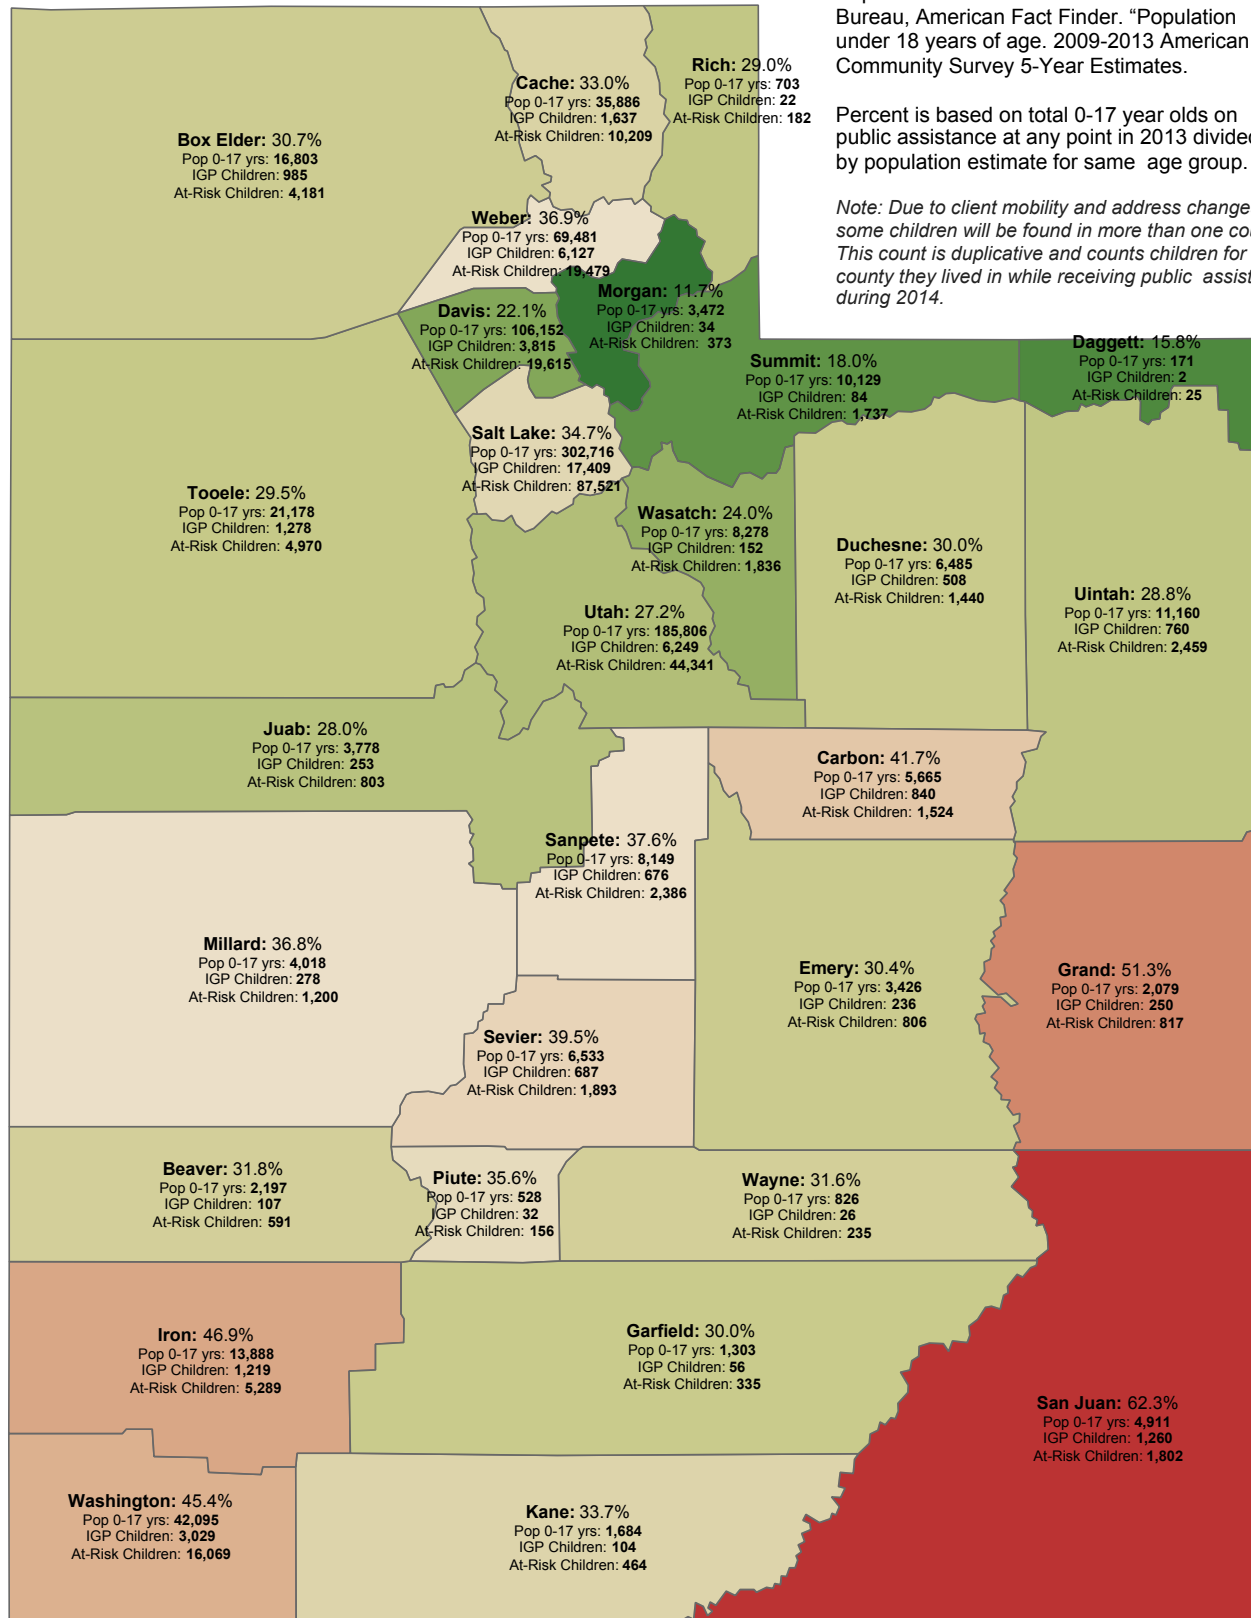 Bureau, American Fact Finder. “Population
under 18 years of age. 2009-2013 American
Community Survey 5-Year Estimates.
Percent is based on total 0-17 year olds on
public assistance at any point in 2013 divided
by population estimate for same age group.
Note: Due to client mobility and address change
some children will be found in more than one
This count is duplicative and counts children for
county they lived in while receiving public
during 2014.
Rich: 29.0%
Pop 0-17 yrs: 703
IGP Children: 22
At-Risk Children: 182
Cache: 33.0%
Pop 0-17 yrs: 35,886
IGP Children: 1,637
At-Risk Children: 10,209
Box Elder: 30.7%
Pop 0-17 yrs: 16,803
IGP Children: 985
At-Risk Children: 4,181
Weber: 36.9%
Pop 0-17 yrs: 69,481
IGP Children: 6,127
At-Risk Children: 19,479
Morgan: 11.7%
Pop 0-17 yrs: 3,472
IGP Children: 34
At-Risk Children: 373
Davis: 22.1%
Pop 0-17 yrs: 106,152
IGP Children: 3,815
At-Risk Children: 19,615
Summit: 18.0%
Pop 0-17 yrs: 10,129
IGP Children: 84
At-Risk Children: 1,737
Daggett: 15.8%
Pop 0-17 yrs: 171
IGP Children: 2
At-Risk Children: 25
Salt Lake: 34.7%
Pop 0-17 yrs: 302,716
IGP Children: 17,409
At-Risk Children: 87,521
Tooele: 29.5%
Pop 0-17 yrs: 21,178
IGP Children: 1,278
At-Risk Children: 4,970
Wasatch: 24.0%
Pop 0-17 yrs: 8,278
IGP Children: 152
At-Risk Children: 1,836
Duchesne: 30.0%
Pop 0-17 yrs: 6,485
IGP Children: 508
At-Risk Children: 1,440
Uintah: 28.8%
Pop 0-17 yrs: 11,160
IGP Children: 760
At-Risk Children: 2,459
Utah: 27.2%
Pop 0-17 yrs: 185,806
IGP Children: 6,249
At-Risk Children: 44,341
Juab: 28.0%
Pop 0-17 yrs: 3,778
IGP Children: 253
At-Risk Children: 803
Carbon: 41.7%
Pop 0-17 yrs: 5,665
IGP Children: 840
At-Risk Children: 1,524
Sanpete: 37.6%
Pop 0-17 yrs: 8,149
IGP Children: 676
At-Risk Children: 2,386
Millard: 36.8%
Pop 0-17 yrs: 4,018
IGP Children: 278
At-Risk Children: 1,200
Emery: 30.4%
Pop 0-17 yrs: 3,426
IGP Children: 236
At-Risk Children: 806
Grand: 51.3%
Pop 0-17 yrs: 2,079
IGP Children: 250
At-Risk Children: 817
Sevier: 39.5%
Pop 0-17 yrs: 6,533
IGP Children: 687
At-Risk Children: 1,893
Beaver: 31.8%
Pop 0-17 yrs: 2,197
IGP Children: 107
At-Risk Children: 591
Piute: 35.6%
Pop 0-17 yrs: 528
IGP Children: 32
At-Risk Children: 156
Wayne: 31.6%
Pop 0-17 yrs: 826
IGP Children: 26
At-Risk Children: 235
Iron: 46.9%
Pop 0-17 yrs: 13,888
IGP Children: 1,219
At-Risk Children: 5,289
Garfield: 30.0%
Pop 0-17 yrs: 1,303
IGP Children: 56
At-Risk Children: 335
San Juan: 62.3%
Pop 0-17 yrs: 4,911
IGP Children: 1,260
At-Risk Children: 1,802
Washington: 45.4%
Pop 0-17 yrs: 42,095
IGP Children: 3,029
At-Risk Children: 16,069
Kane: 33.7%
Pop 0-17 yrs: 1,684
IGP Children: 104
At-Risk Children: 464